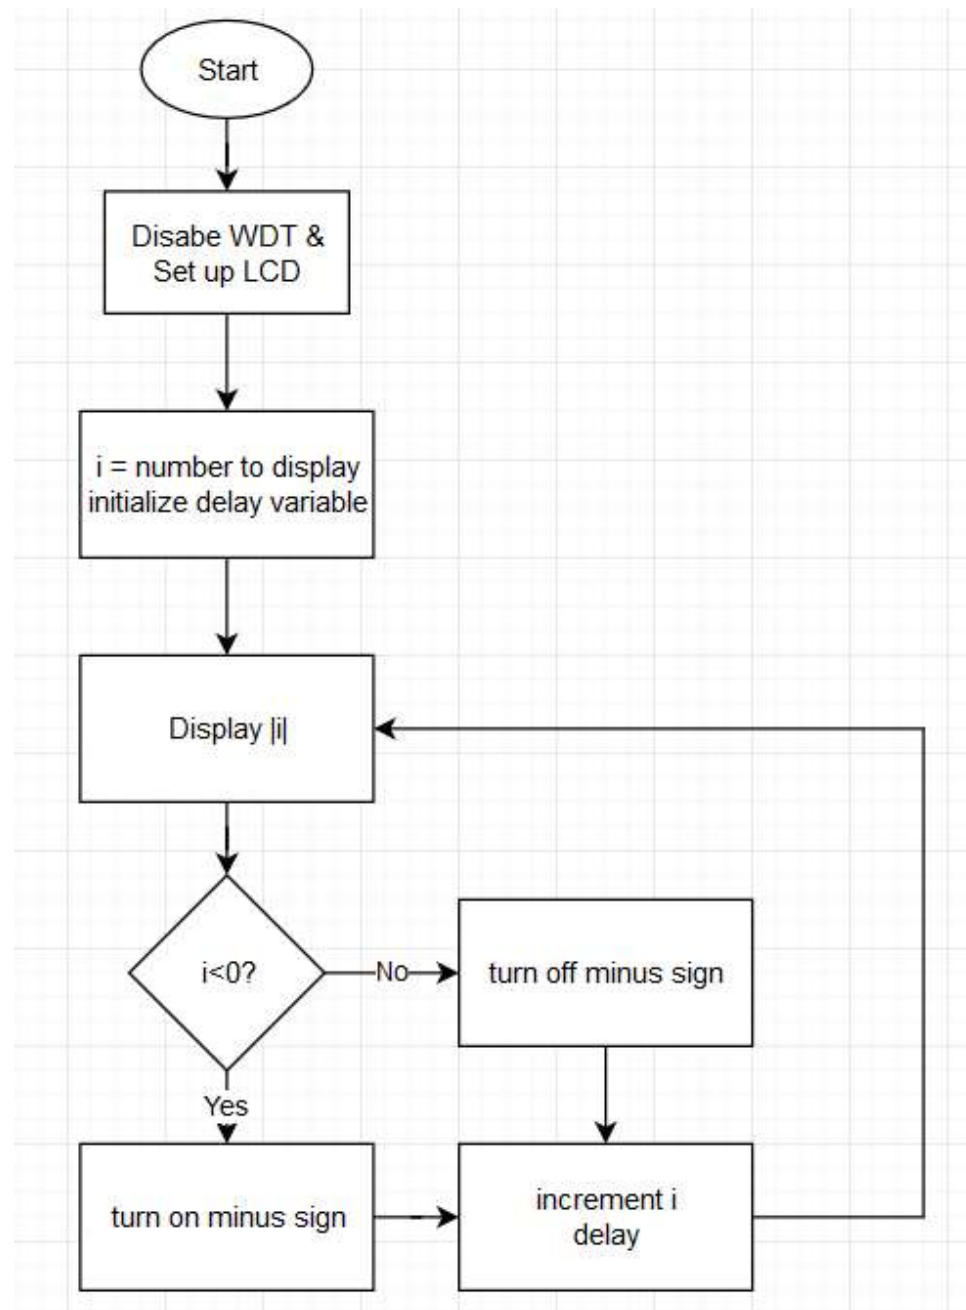 Start
Disabe WDT &
Set up LCD
i = number to display
initialize delay variable
Display |i|
i<0?
No
turn off minus sign
Yes
turn on minus sign
increment i
delay